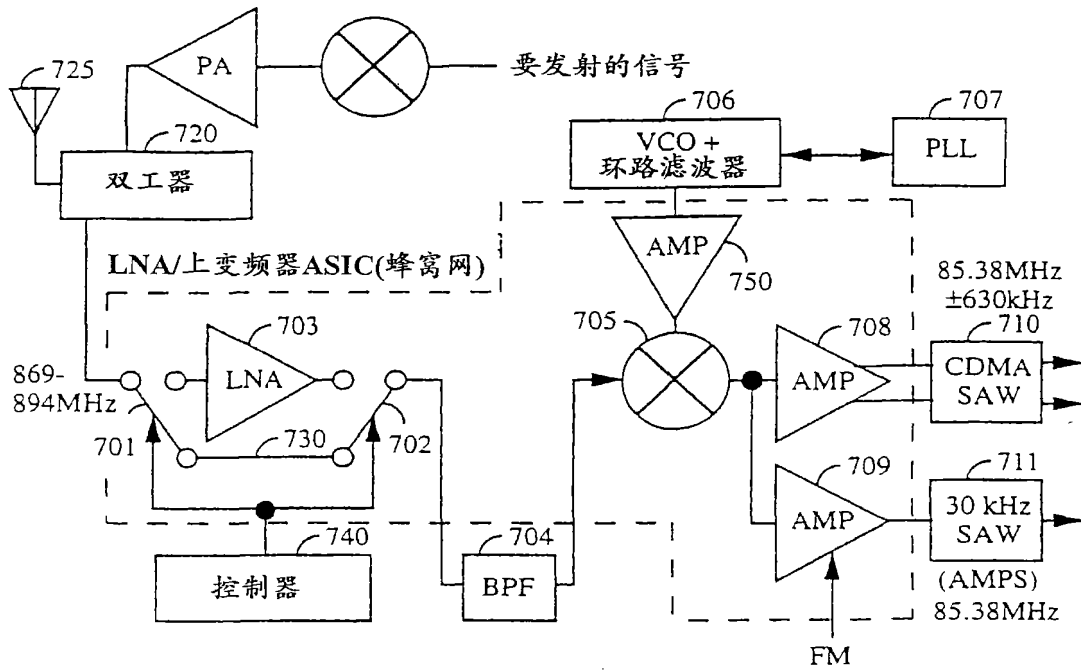 725
PA
要发射的信号
720
双工器
706
VCO +
环路滤波器
707
PLL
LNA/上变频器ASIC(蜂窝网)
AMP
750
703
LNA
869-
894MHz
701
730
702
705
708
AMP
85.38MHz
±630kHz
710
CDMA
SAW
709
AMP
711
30 kHz
SAW
(AMPS)
85.38MHz
740
控制器
704
BPF
FM